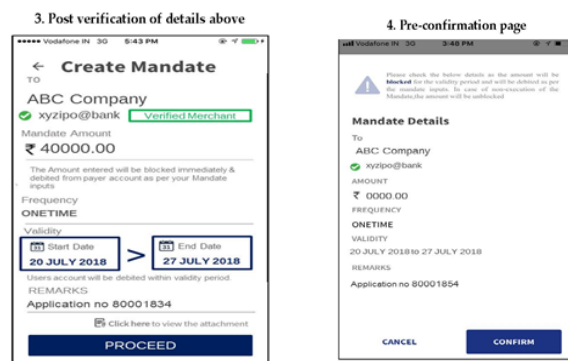 3. Post verification of details above
Vodafone IN 3G 5:43 PM
Create Mandate
TO
ABC Company
xyzipo@bank Verified Merchant
Mandate Amount
₹ 40000.00
The Amount entered will be blocked immediately &
debited from payer account as per your Mandate
inputs
Frequency
ONETIME
Validity
31 Start Date
20 JULY 2018
>
31 End Date
27 JULY 2018
Users account will be debited within validity period.
REMARKS
Application no 80001834
Click here to view the attachment
PROCEED
4. Pre-confirmation page
Vodafone IN 3G 3:40 PM
Please check the below details as the amount will be
blocked for the validity period and will be debited as per
the mandate inputs. In case of non-execution of the
Mandate,the amount will be unblocked
Mandate Details
To
ABC Company
xyzipo@bank
AMOUNT
₹ 0000.00
FREQUENCY
ONETIME
VALIDITY
20 JULY 2018to 27 JULY 2018
REMARKS
Application no 80001854
CANCEL
CONFIRM